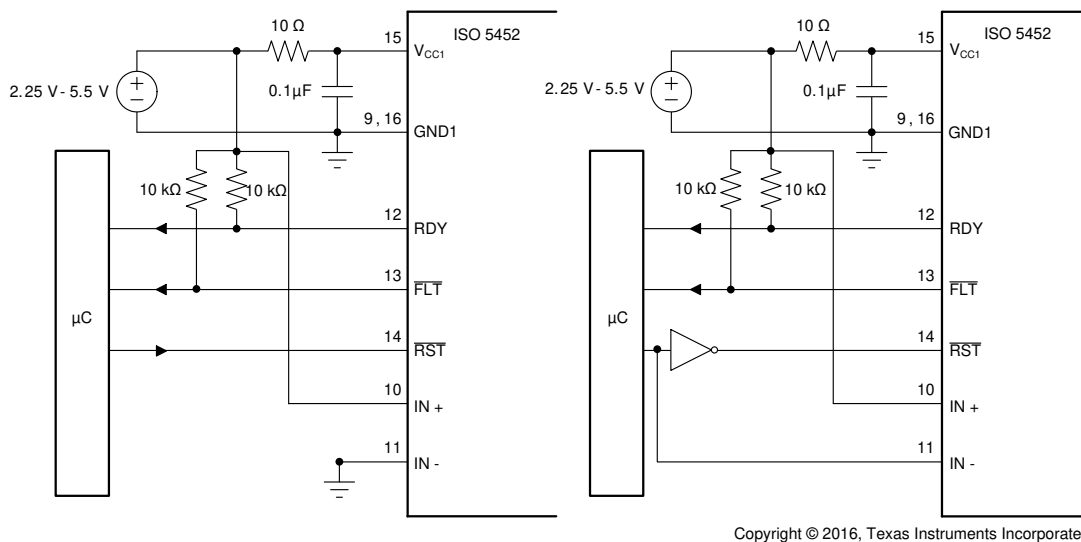 10 Ω
15
ISO 5452
VCC1
2.25 V - 5.5 V
0.1µF
9 , 16
GND1
10 kΩ
10 kΩ
12
RDY
13
FLT
µC
14
RST
10
IN +
11
IN -
10 Ω
15
ISO 5452
VCC1
2.25 V - 5.5 V
0.1µF
9 , 16
GND1
10 kΩ
10 kΩ
12
RDY
13
FLT
µC
14
RST
10
IN +
11
IN -
Copyright © 2016, Texas Instruments Incorporate